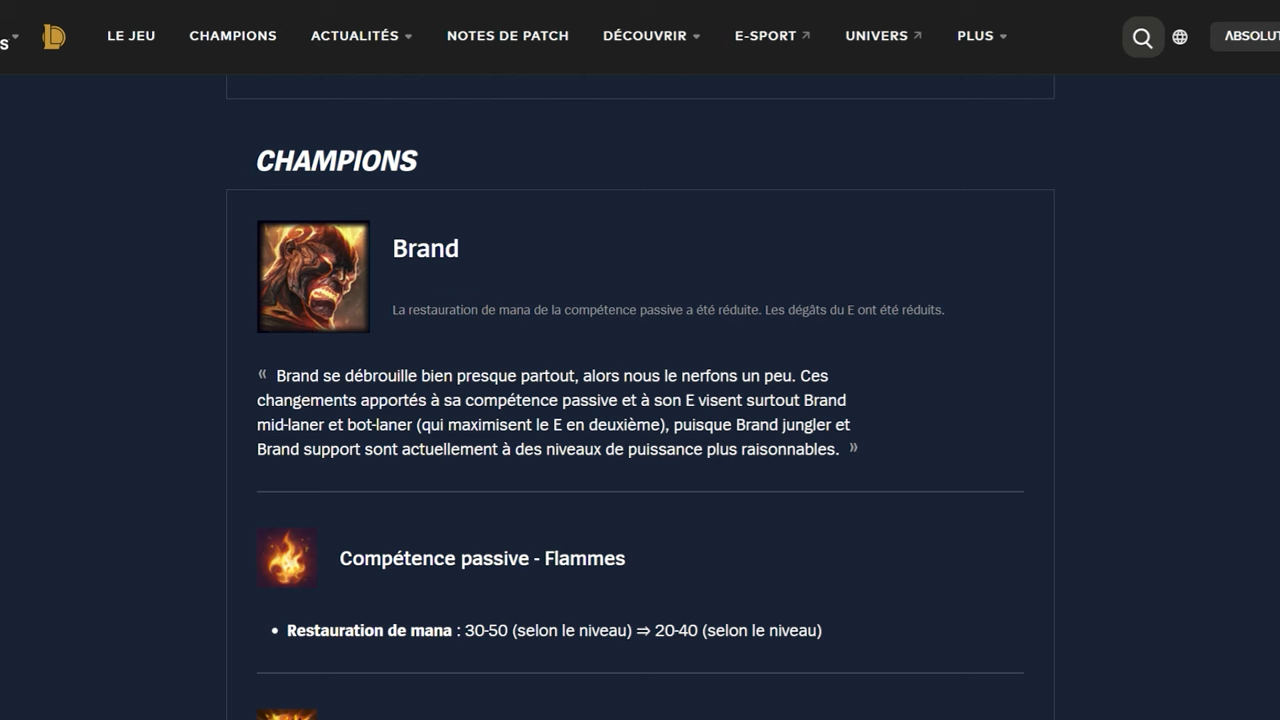 S
LE JEU CHAMPIONS ACTUALITÉS NOTES DE PATCH DÉCOUVRIR E-SPORT UNIVERS PLUS ABSOLUT
CHAMPIONS
Brand
La restauration de mana de la compétence passive a été réduite. Les dégâts du E ont été réduits.
« Brand se débrouille bien presque partout, alors nous le nerfons un peu. Ces
changements apportés à sa compétence passive et à son E visent surtout Brand
mid-laner et bot-laner (qui maximisent le E en deuxième), puisque Brand jungler et
Brand support sont actuellement à des niveaux de puissance plus raisonnables. »
Compétence passive - Flammes
• Restauration de mana : 30-50 (selon le niveau) ⇒ 20-40 (selon le niveau)